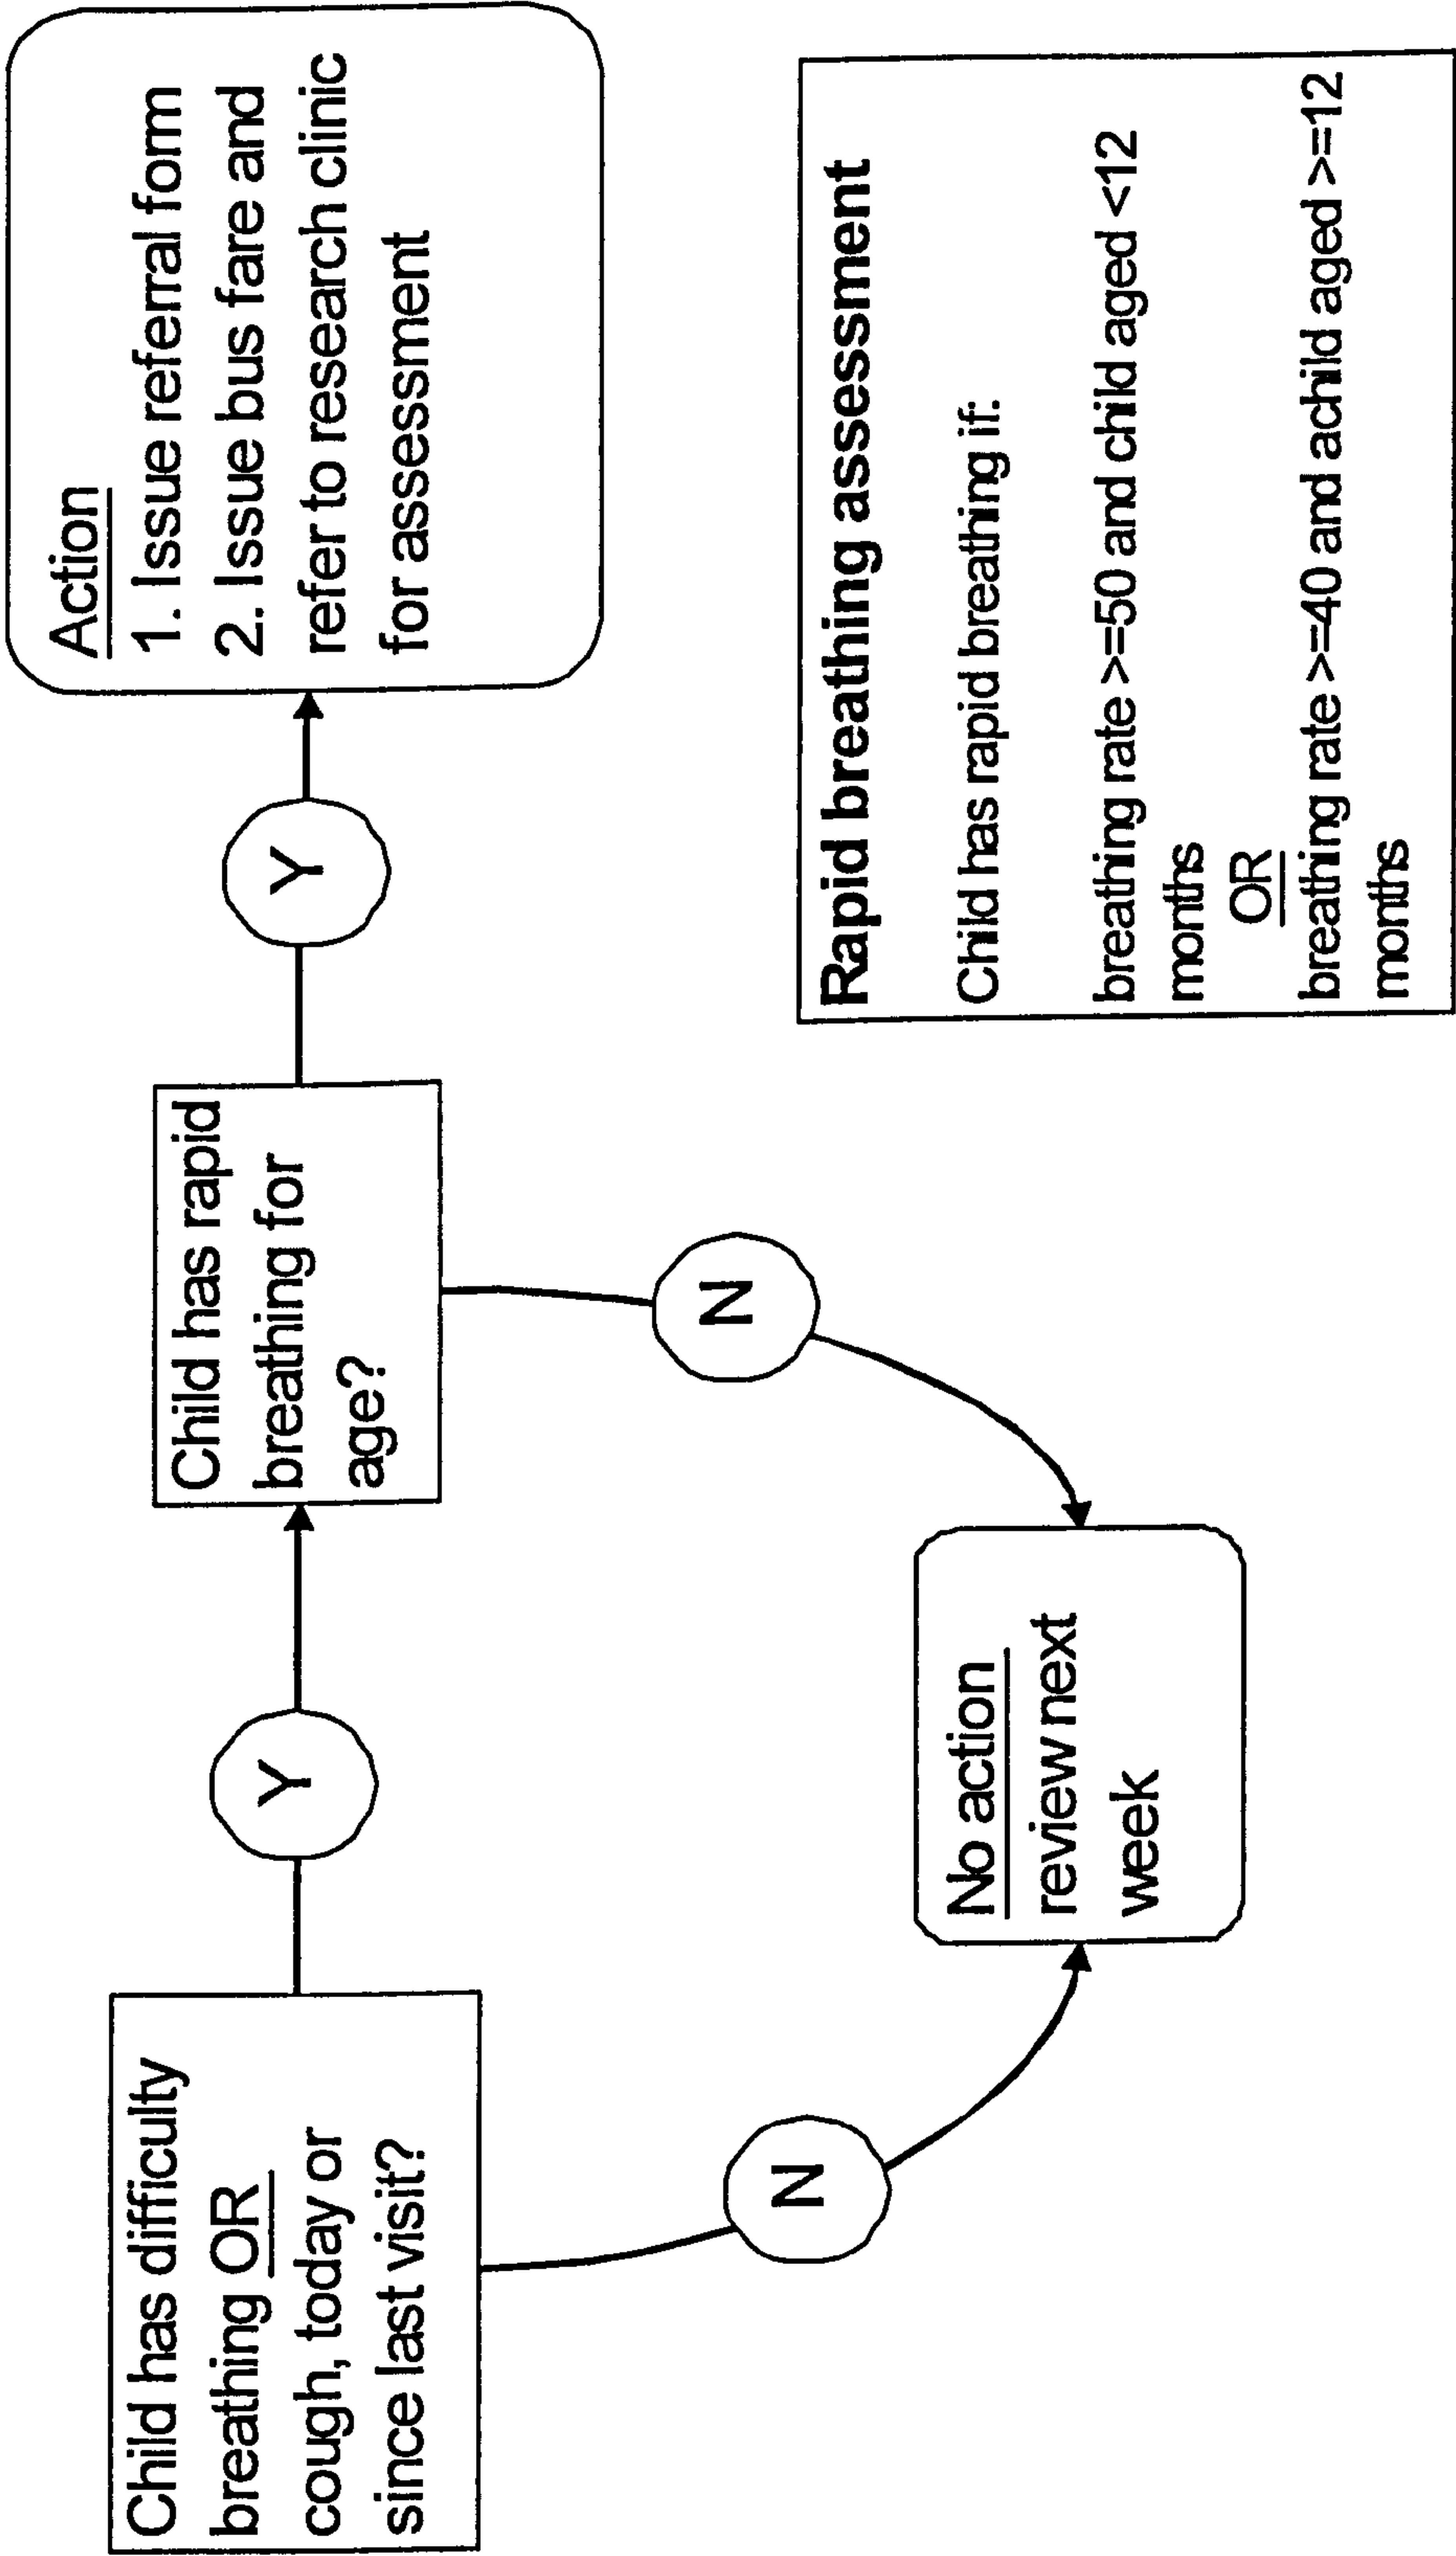 Child has difficulty
breathing OR
cough, today or
since last visit?
Y
Child has rapid
breathing for
age?
Y
Action
1. Issue referral form
2. Issue bus fare and
refer to research clinic
for assessment
N
N
No action
review next
week
Rapid breathing assessment
Child has rapid breathing if:
breathing rate >=50 and child aged <12
months
OR
breathing rate >=40 and achild aged >=12
months